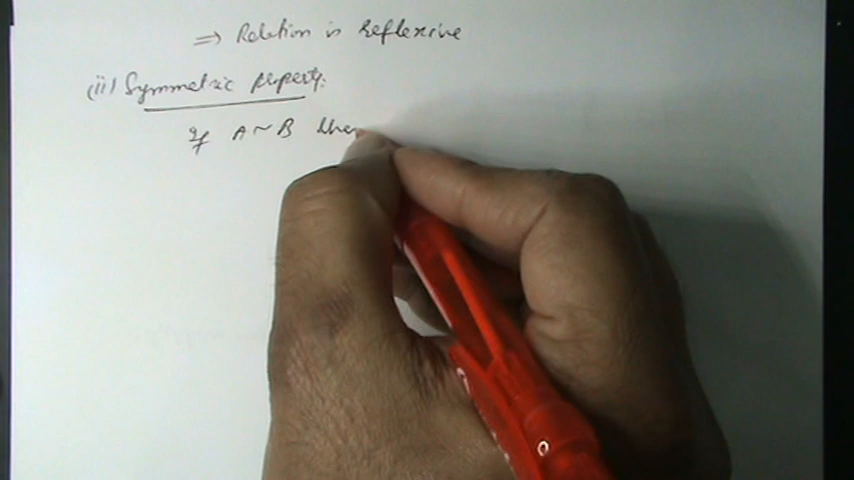 ⇒ Relation is reflexive
(ii) Symmetric property:
If A ~ B then